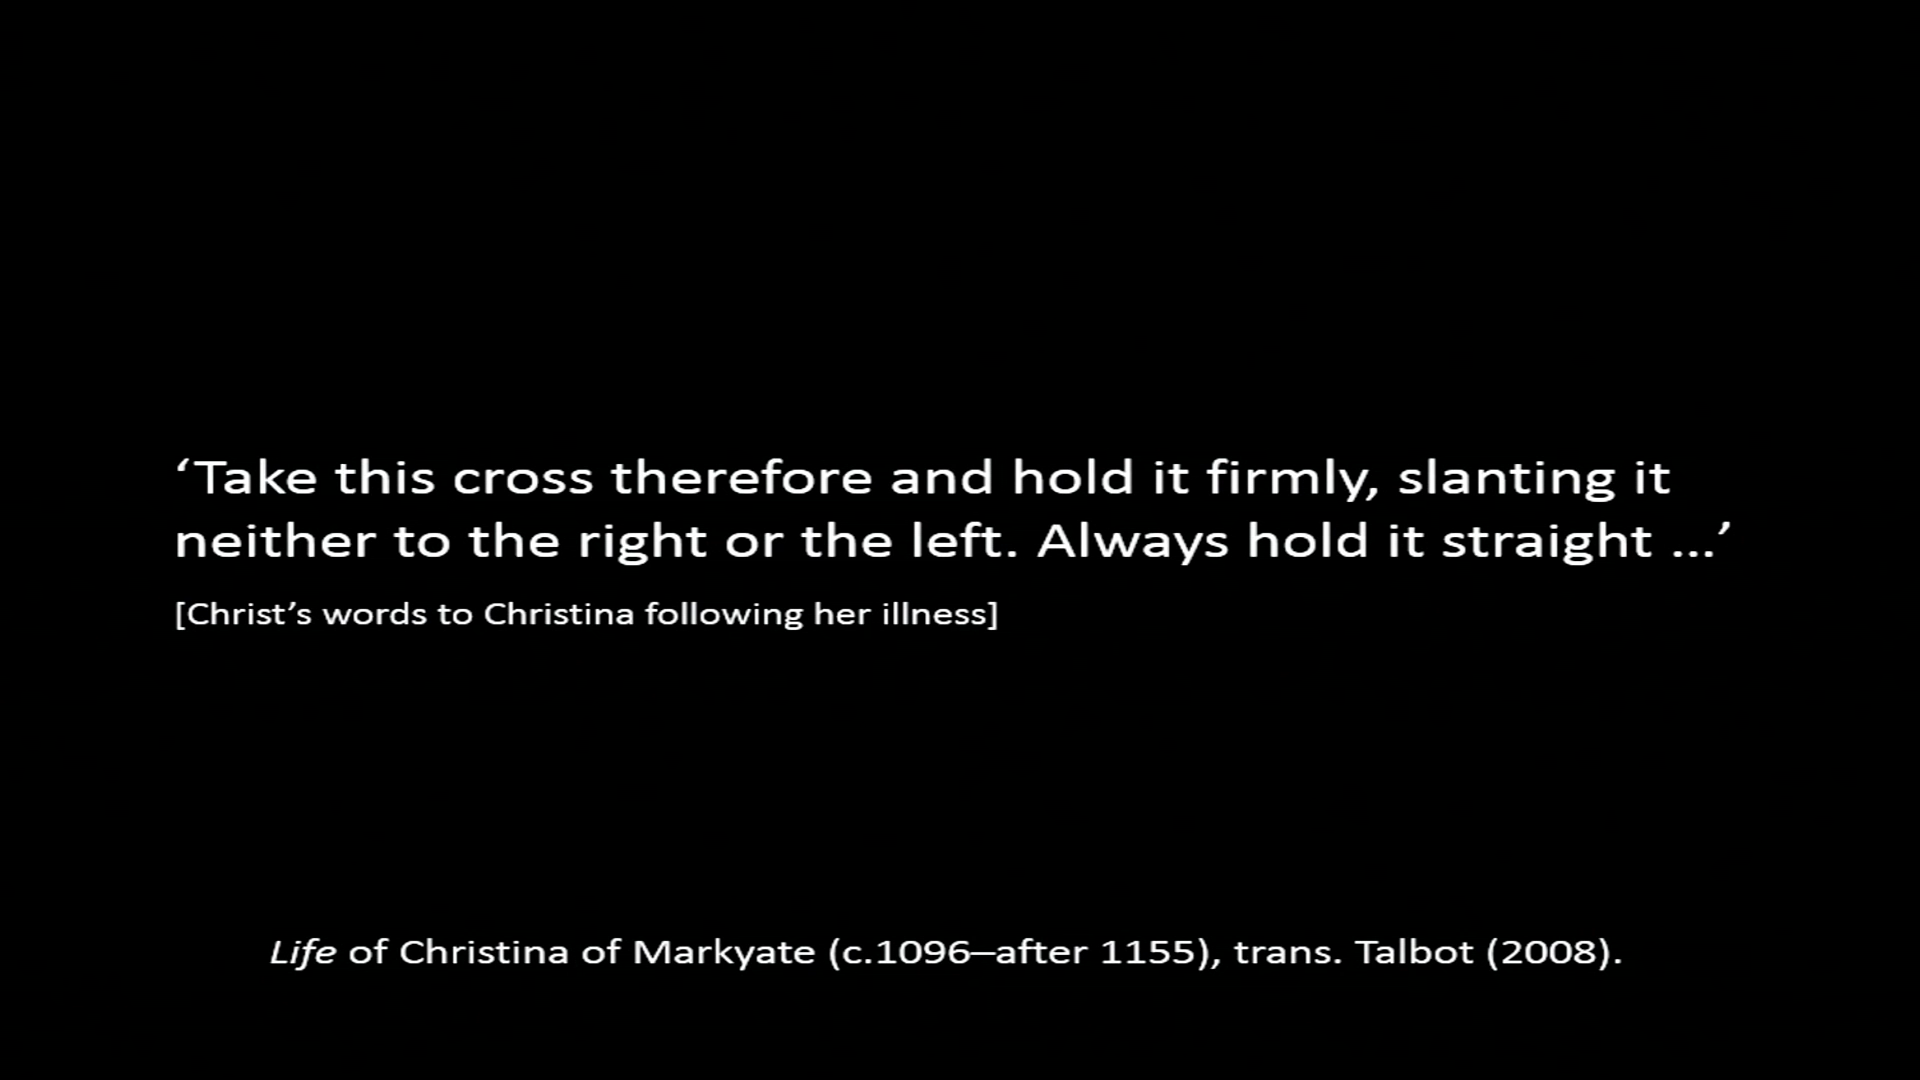 ‘Take this cross therefore and hold it firmly, slanting it
neither to the right or the left. Always hold it straight ...’
[Christ’s words to Christina following her illness]
Life of Christina of Markyate (c.1096–after 1155), trans. Talbot (2008).